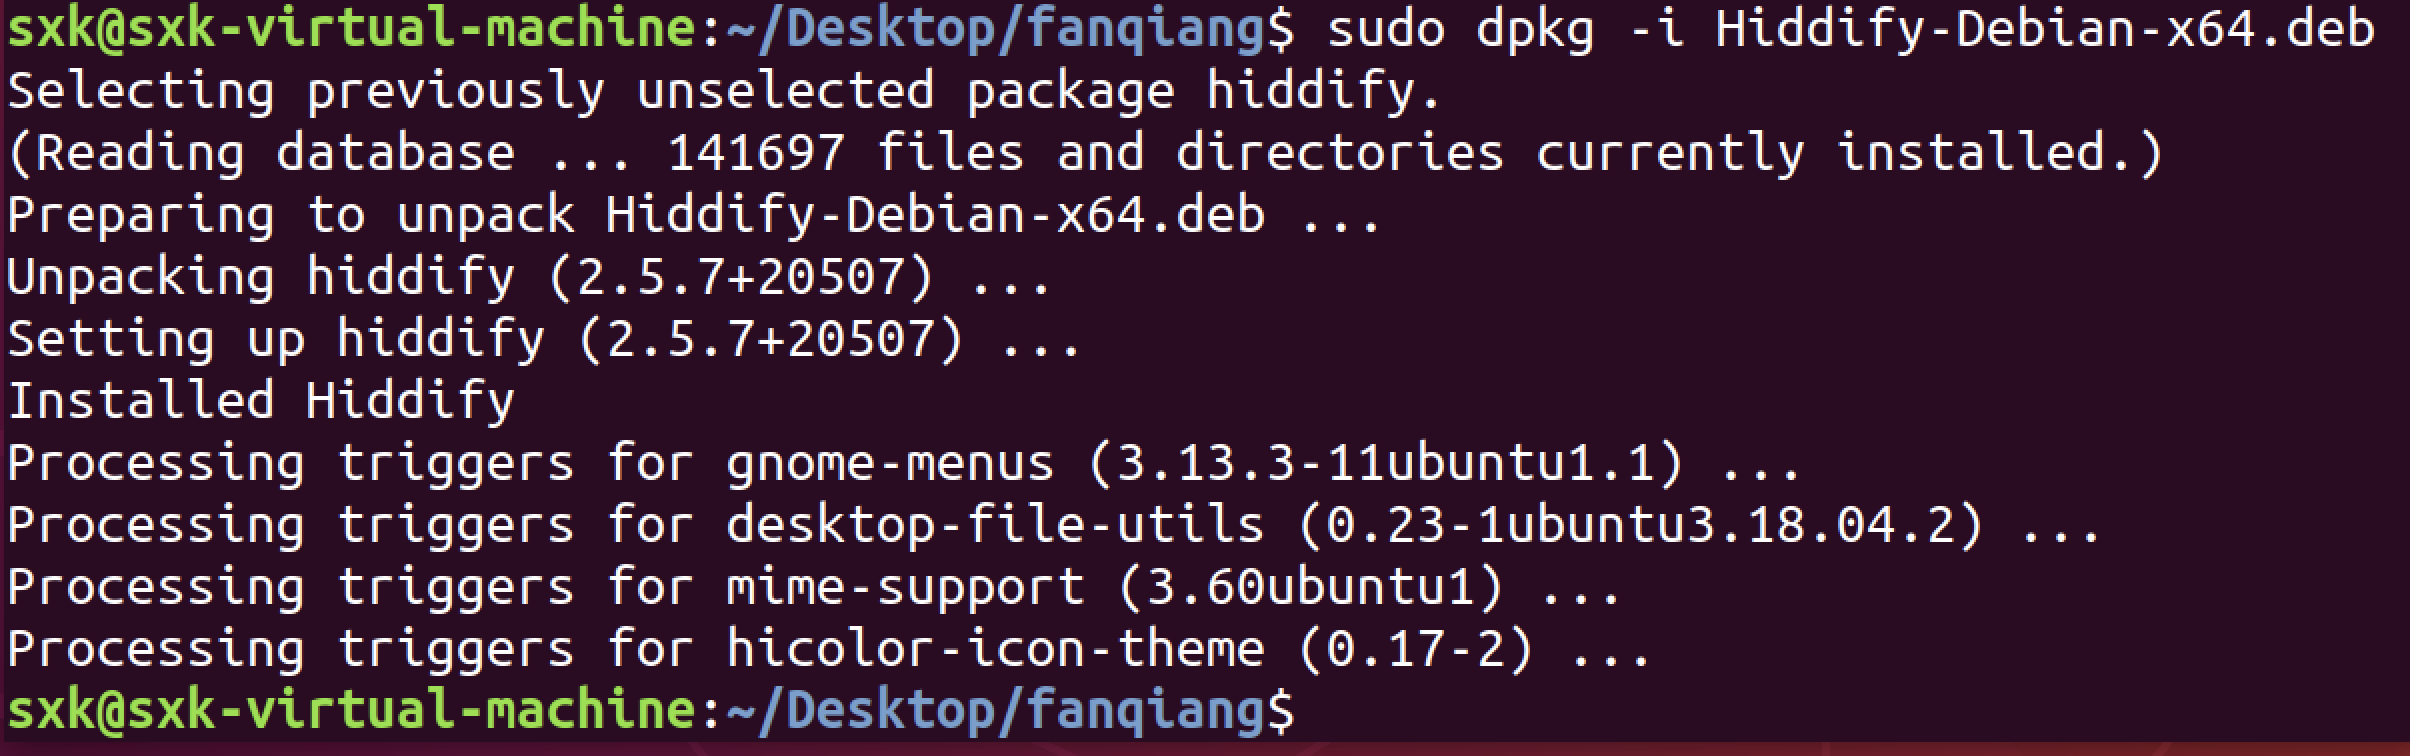 sxk@sxk-virtual-machine:~/Desktop/fanqiang$ sudo dpkg -i Hiddify-Debian-x64.deb
Selecting previously unselected package hiddify.
(Reading database ... 141697 files and directories currently installed.)
Preparing to unpack Hiddify-Debian-x64.deb ...
Unpacking hiddify (2.5.7+20507) ...
Setting up hiddify (2.5.7+20507) ...
Installed Hiddify
Processing triggers for gnome-menus (3.13.3-11ubuntu1.1) ...
Processing triggers for desktop-file-utils (0.23-1ubuntu3.18.04.2) ...
Processing triggers for mime-support (3.60ubuntu1) ...
Processing triggers for hicolor-icon-theme (0.17-2) ...
sxk@sxk-virtual-machine:~/Desktop/fanqiang$